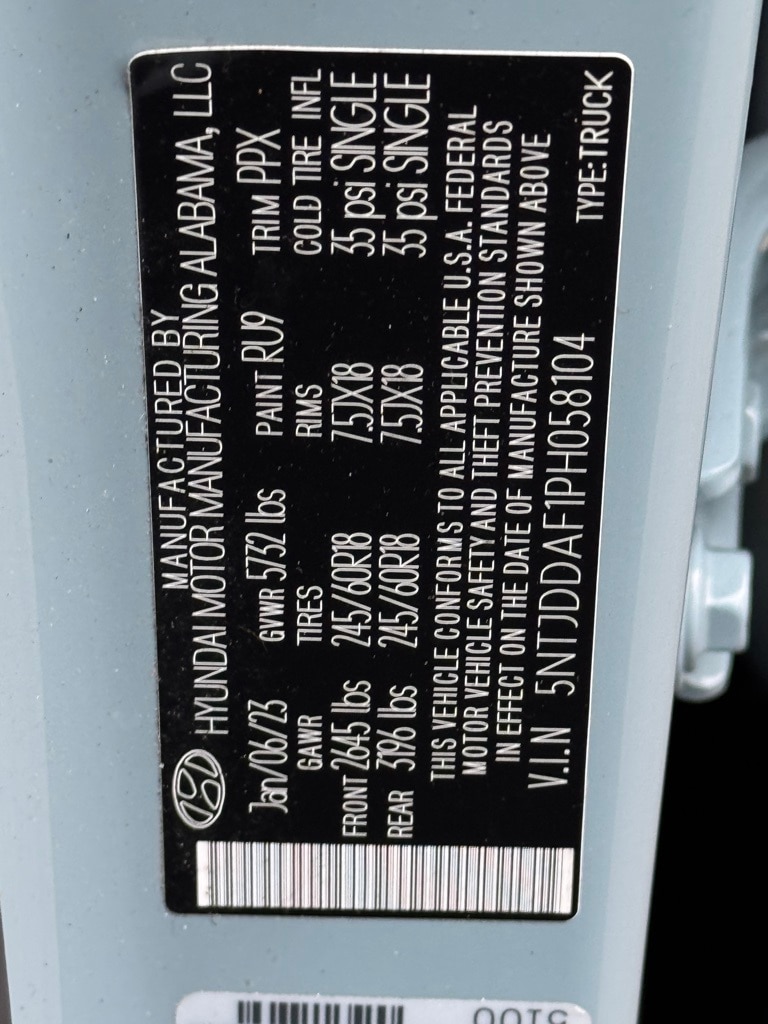 MANUFACTURED BY
HYUNDAI MOTOR MANUFACTURING ALABAMA, LLC
Jan/06/23 GVWR 5732 lbs PAINT RU9 TRIM PPX
GAWR TIRES RIMS COLD TIRE INFL
FRONT 2645 lbs 245/60R18 7.5JX18 35 psi SINGLE
REAR 3196 lbs 245/60R18 7.5JX18 35 psi SINGLE
THIS VEHICLE CONFORMS TO ALL APPLICABLE U.S.A. FEDERAL
MOTOR VEHICLE SAFETY AND THEFT PREVENTION STANDARDS
IN EFFECT ON THE DATE OF MANUFACTURE SHOWN ABOVE
V.I.N 5NTJDDAF1PH058104
TYPE:TRUCK